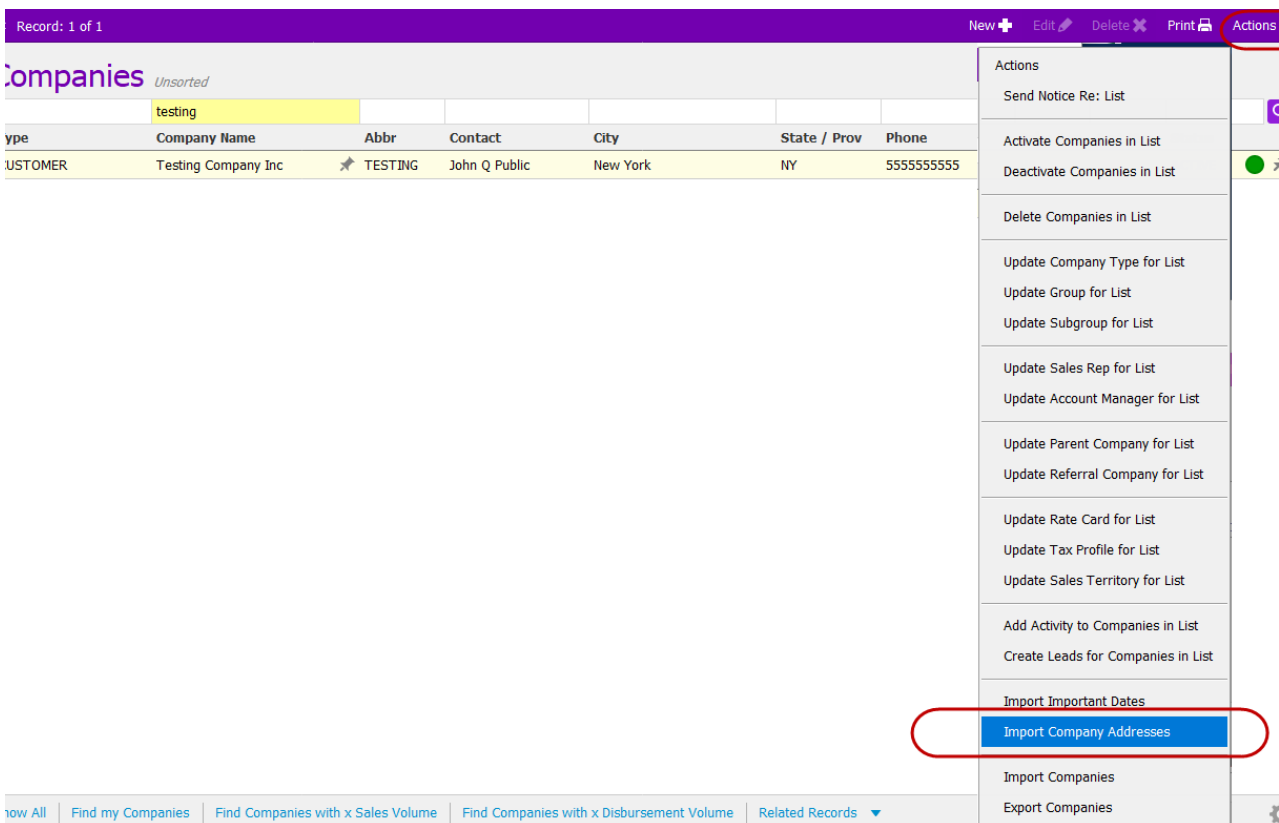 Record: 1 of 1 New Edit Delete Print Actions
Companies Unsorted
testing
ype Company Name Abbr Contact City State / Prov Phone
CUSTOMER Testing Company Inc TESTING John Q Public New York NY 5555555555
Actions
Send Notice Re: List
Activate Companies in List
Deactivate Companies in List
Delete Companies in List
Update Company Type for List
Update Group for List
Update Subgroup for List
Update Sales Rep for List
Update Account Manager for List
Update Parent Company for List
Update Referral Company for List
Update Rate Card for List
Update Tax Profile for List
Update Sales Territory for List
Add Activity to Companies in List
Create Leads for Companies in List
Import Important Dates
Import Company Addresses
Import Companies
Export Companies
how All Find my Companies Find Companies with x Sales Volume Find Companies with x Disbursement Volume Related Records